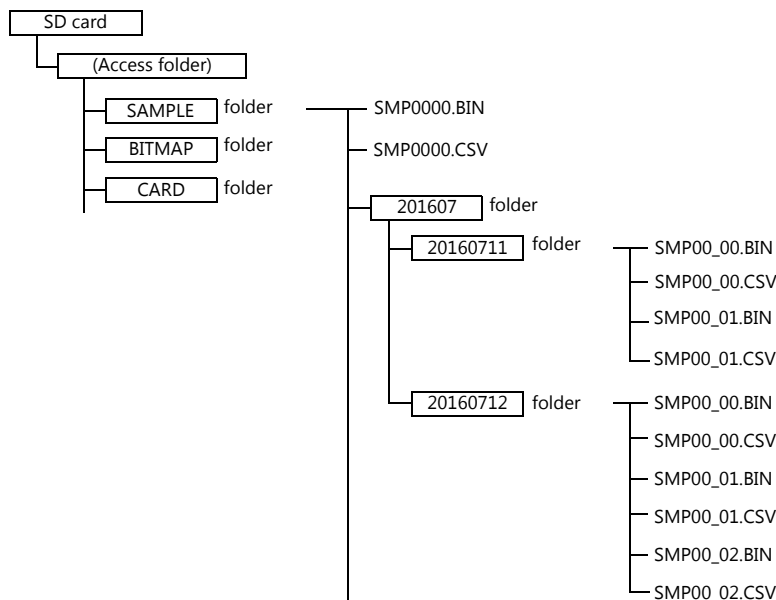 SD card
(Access folder)
SAMPLE folder SMP0000.BIN
BITMAP folder SMP0000.CSV
CARD folder
201607 folder
20160711 folder SMP00_00.BIN
SMP00_00.CSV
SMP00_01.BIN
SMP00_01.CSV
20160712 folder SMP00_00.BIN
SMP00_00.CSV
SMP00_01.BIN
SMP00_01.CSV
SMP00_02.BIN
SMP00_02.CSV